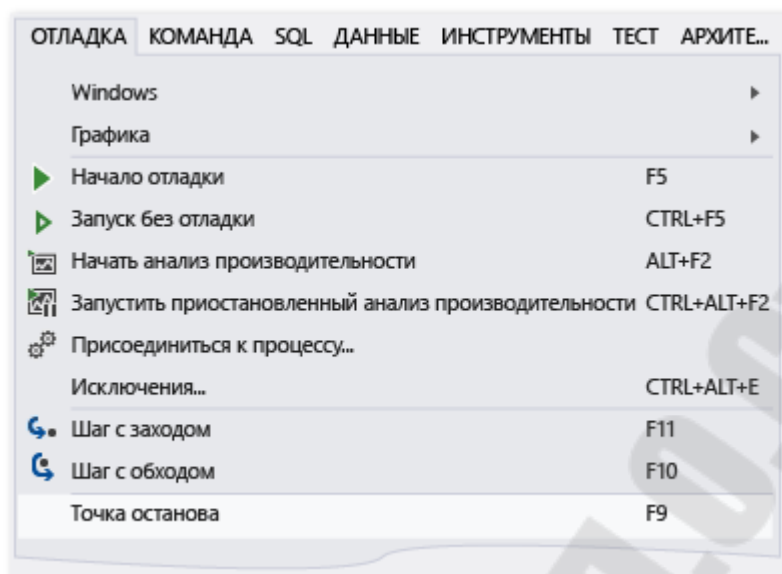 ОТЛАДКА КОМАНДА SQL ДАННЫЕ ИНСТРУМЕНТЫ ТЕСТ АРХИТЕ...
Windows
Графика
Начало отладки F5
Запуск без отладки CTRL+F5
Начать анализ производительности ALT+F2
Запустить приостановленный анализ производительности CTRL+ALT+F2
Присоединиться к процессу...
Исключения... CTRL+ALT+E
Шаг с заходом F11
Шаг с обходом F10
Точка останова F9